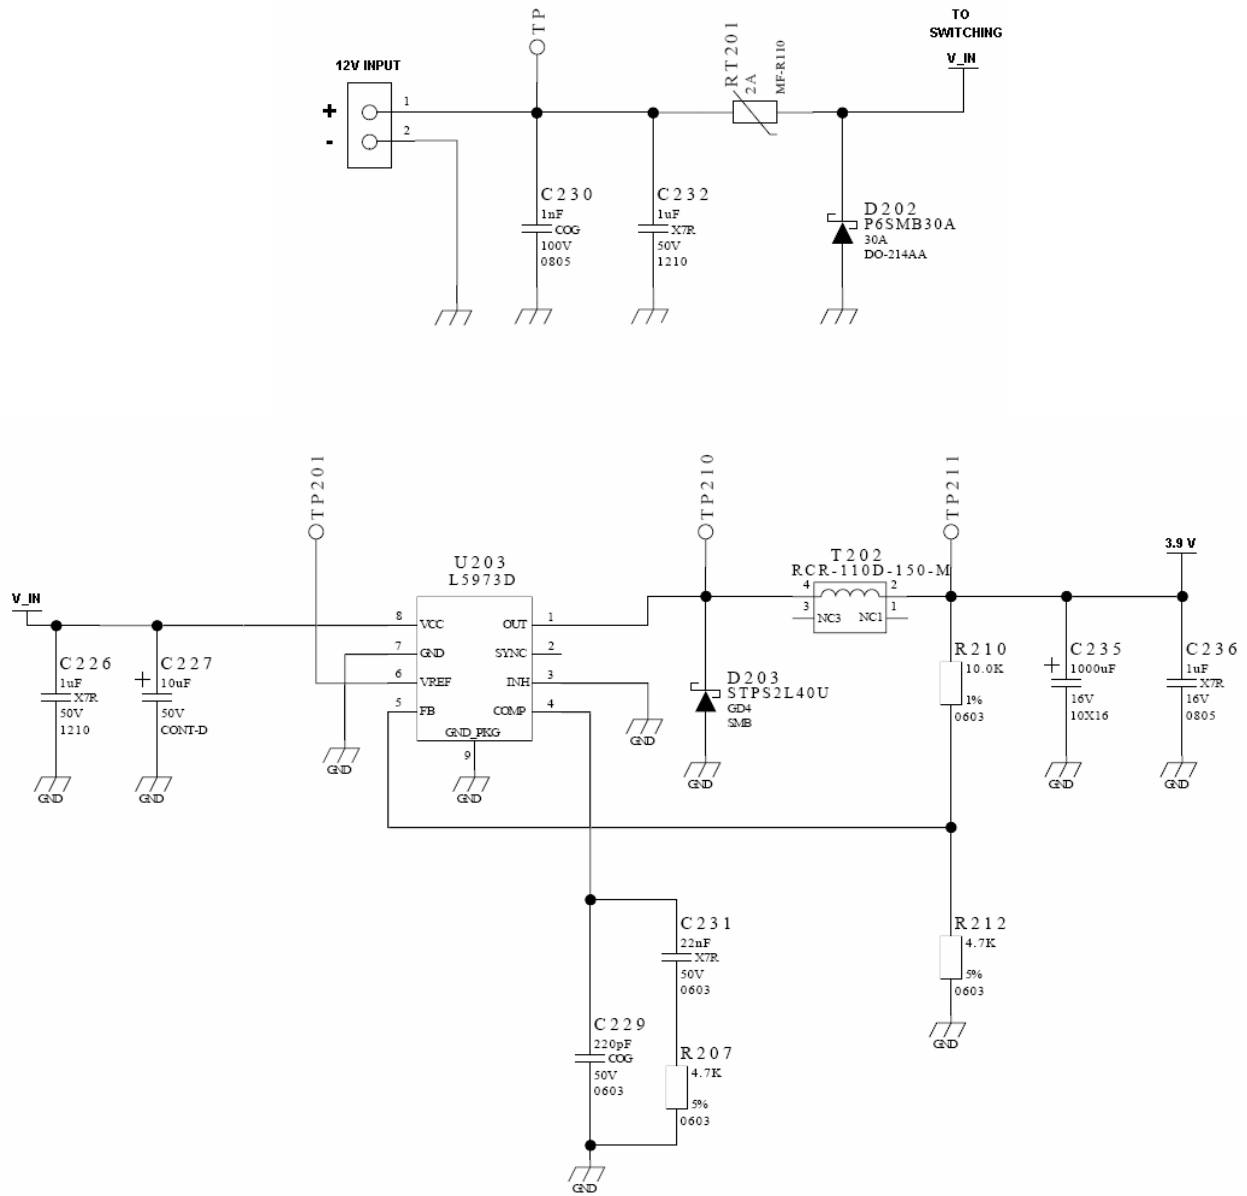 TP
TO
SWITCHING
V_IN
12V INPUT
RT201
2A
MF-R110
+
1
-
2
C230
1nF
COG
100V
0805
C232
1uF
X7R
50V
1210
D202
P6SMB30A
30A
DO-214AA
TP201
TP210
TP211
U203
L5973D
T202
RCR-110D-150-M
3.9 V
V_IN
4
2
3
NC3
NC1
1
8
VCC
OUT
1
7
GND
SYNC
2
6
VREF
INH
3
5
FB
COMP
4
GND_PKG
9
C226
1uF
X7R
50V
1210
GND
C227
+
10uF
50V
CONT-D
GND
GND
GND
GND
D203
STPS2L40U
GD4
SMB
GND
R210
10.0K
1%
0603
C235
+
1000uF
16V
10X16
GND
C236
1uF
X7R
16V
0805
GND
C231
22nF
X7R
50V
0603
R212
4.7K
5%
0603
GND
C229
220pF
COG
50V
0603
R207
4.7K
5%
0603
GND